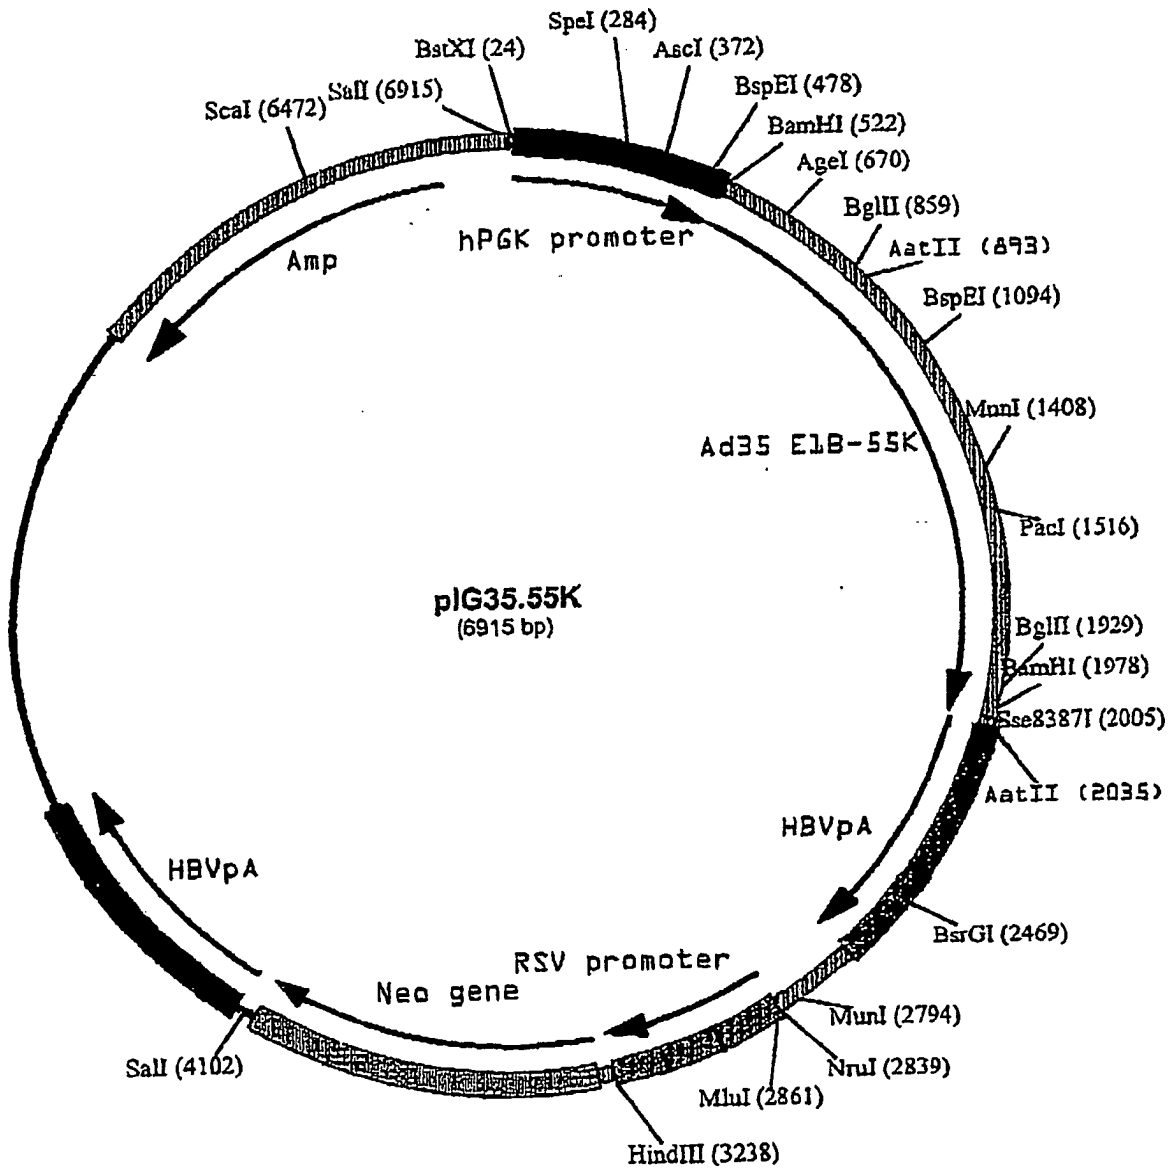 SpeI (284)
BstXI (24)
AscI (372)
SalI (6915)
BspEI (478)
ScaI (6472)
BamHI (522)
AgeI (670)
BglII (859)
AatII (893)
BspEI (1094)
hPGK promoter
Amp
MunI (1408)
Ad35 E1B-55K
PacI (1516)
pIG35.55K
(6915 bp)
BglII (1929)
BamHI (1978)
Sse8387I (2005)
AatII (2035)
HBVpA
HBVpA
BsrGI (2469)
RSV promoter
Neo gene
MunI (2794)
SalI (4102)
NruI (2839)
MluI (2861)
HindIII (3238)